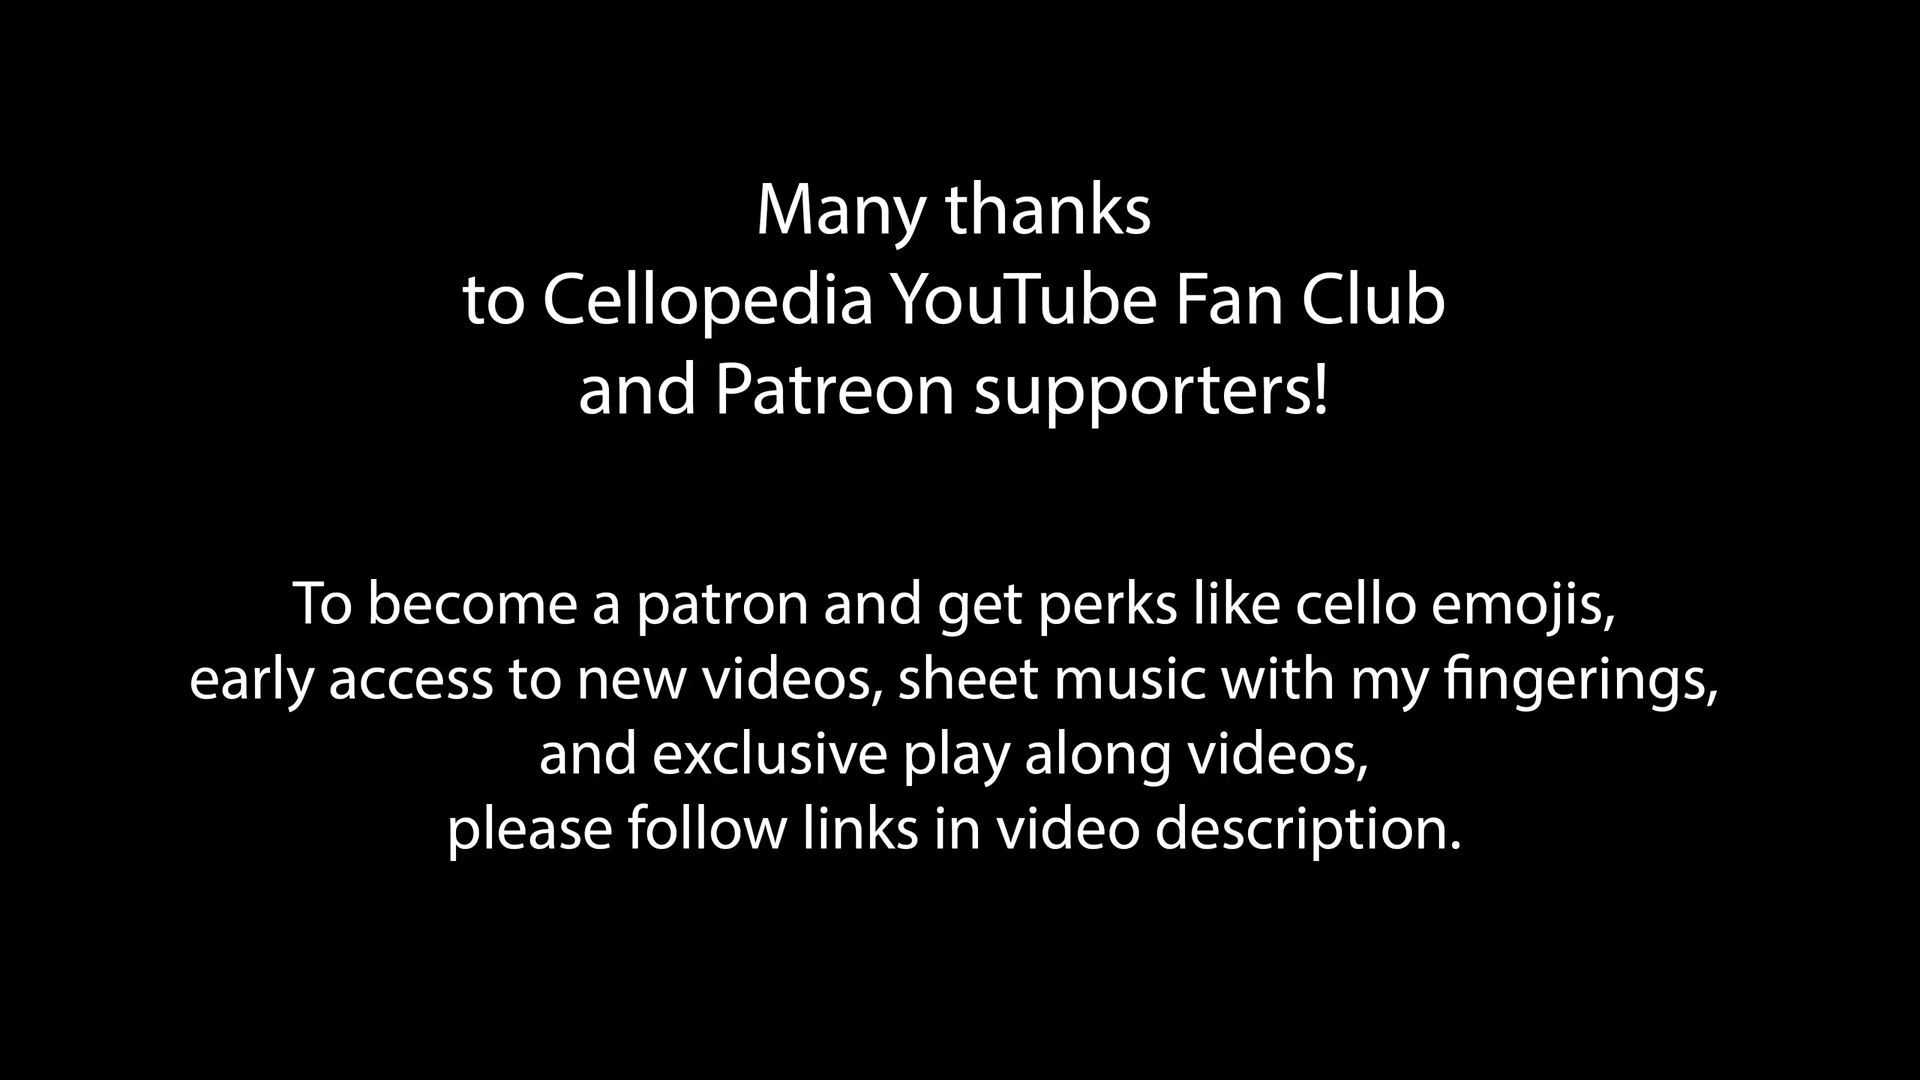 Many thanks
to Cellopedia YouTube Fan Club
and Patreon supporters!
To become a patron and get perks like cello emojis,
early access to new videos, sheet music with my fingerings,
and exclusive play along videos,
please follow links in video description.